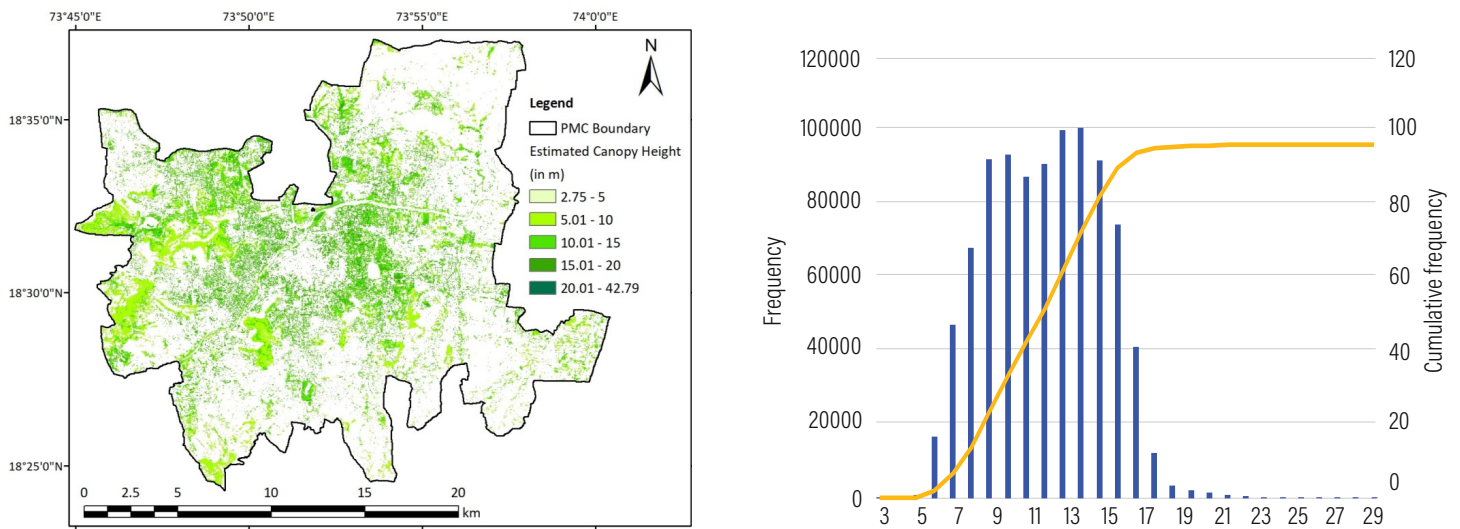 73°45'0"E 73°50'0"E 73°55'0"E 74°0'0"E
18°35'0"N
18°30'0"N
18°25'0"N
N
Legend
PMC Boundary
Estimated Canopy Height
(in m)
2.75 - 5
5.01 - 10
10.01 - 15
15.01 - 20
20.01 - 42.79
0 2.5 5 10 15 20
km
Frequency
120000
100000
80000
60000
40000
20000
0
3 5 7 9 11 13 15 17 19 21 23 25 27 29
120
100
80
60
40
20
0
Cumulative frequency